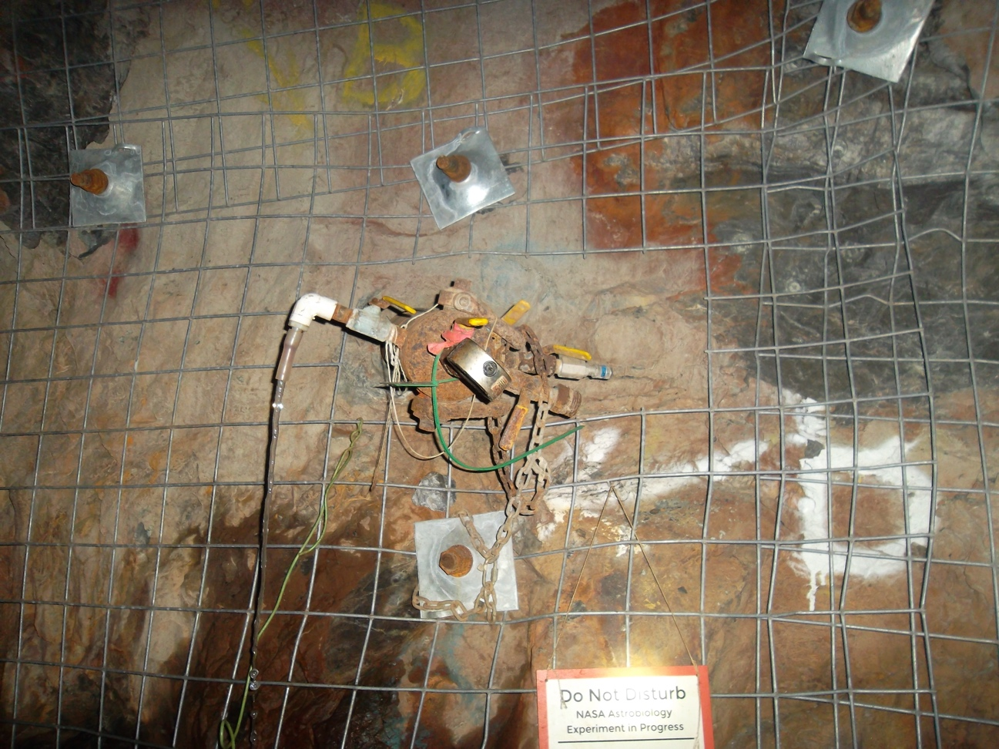 Do Not Disturb
NASA Astrobiology
Experiment in Progress